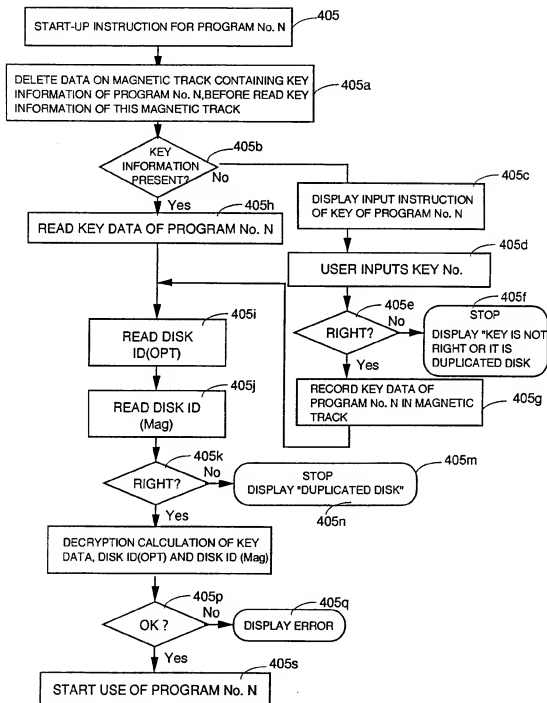 START-UP INSTRUCTION FOR PROGRAM No. N
405
DELETE DATA ON MAGNETIC TRACK CONTAINING KEY
INFORMATION OF PROGRAM No. N,BEFORE READ KEY
INFORMATION OF THIS MAGNETIC TRACK
405a
KEY
INFORMATION
PRESENT?
405b
No
Yes
405c
DISPLAY INPUT INSTRUCTION
OF KEY OF PROGRAM No. N
405h
READ KEY DATA OF PROGRAM No. N
405d
USER INPUTS KEY No.
405e
RIGHT?
No
Yes
405f
STOP
DISPLAY "KEY IS NOT
RIGHT OR IT IS
DUPLICATED DISK
405i
READ DISK
ID(OPT)
RECORD KEY DATA OF
PROGRAM No. N IN MAGNETIC
TRACK
405g
405j
READ DISK ID
(Mag)
405k
RIGHT?
No
Yes
405m
STOP
DISPLAY "DUPLICATED DISK"
405n
DECRYPTION CALCULATION OF KEY
DATA, DISK ID(OPT) AND DISK ID (Mag)
405p
OK ?
No
Yes
405q
DISPLAY ERROR
405s
START USE OF PROGRAM No. N